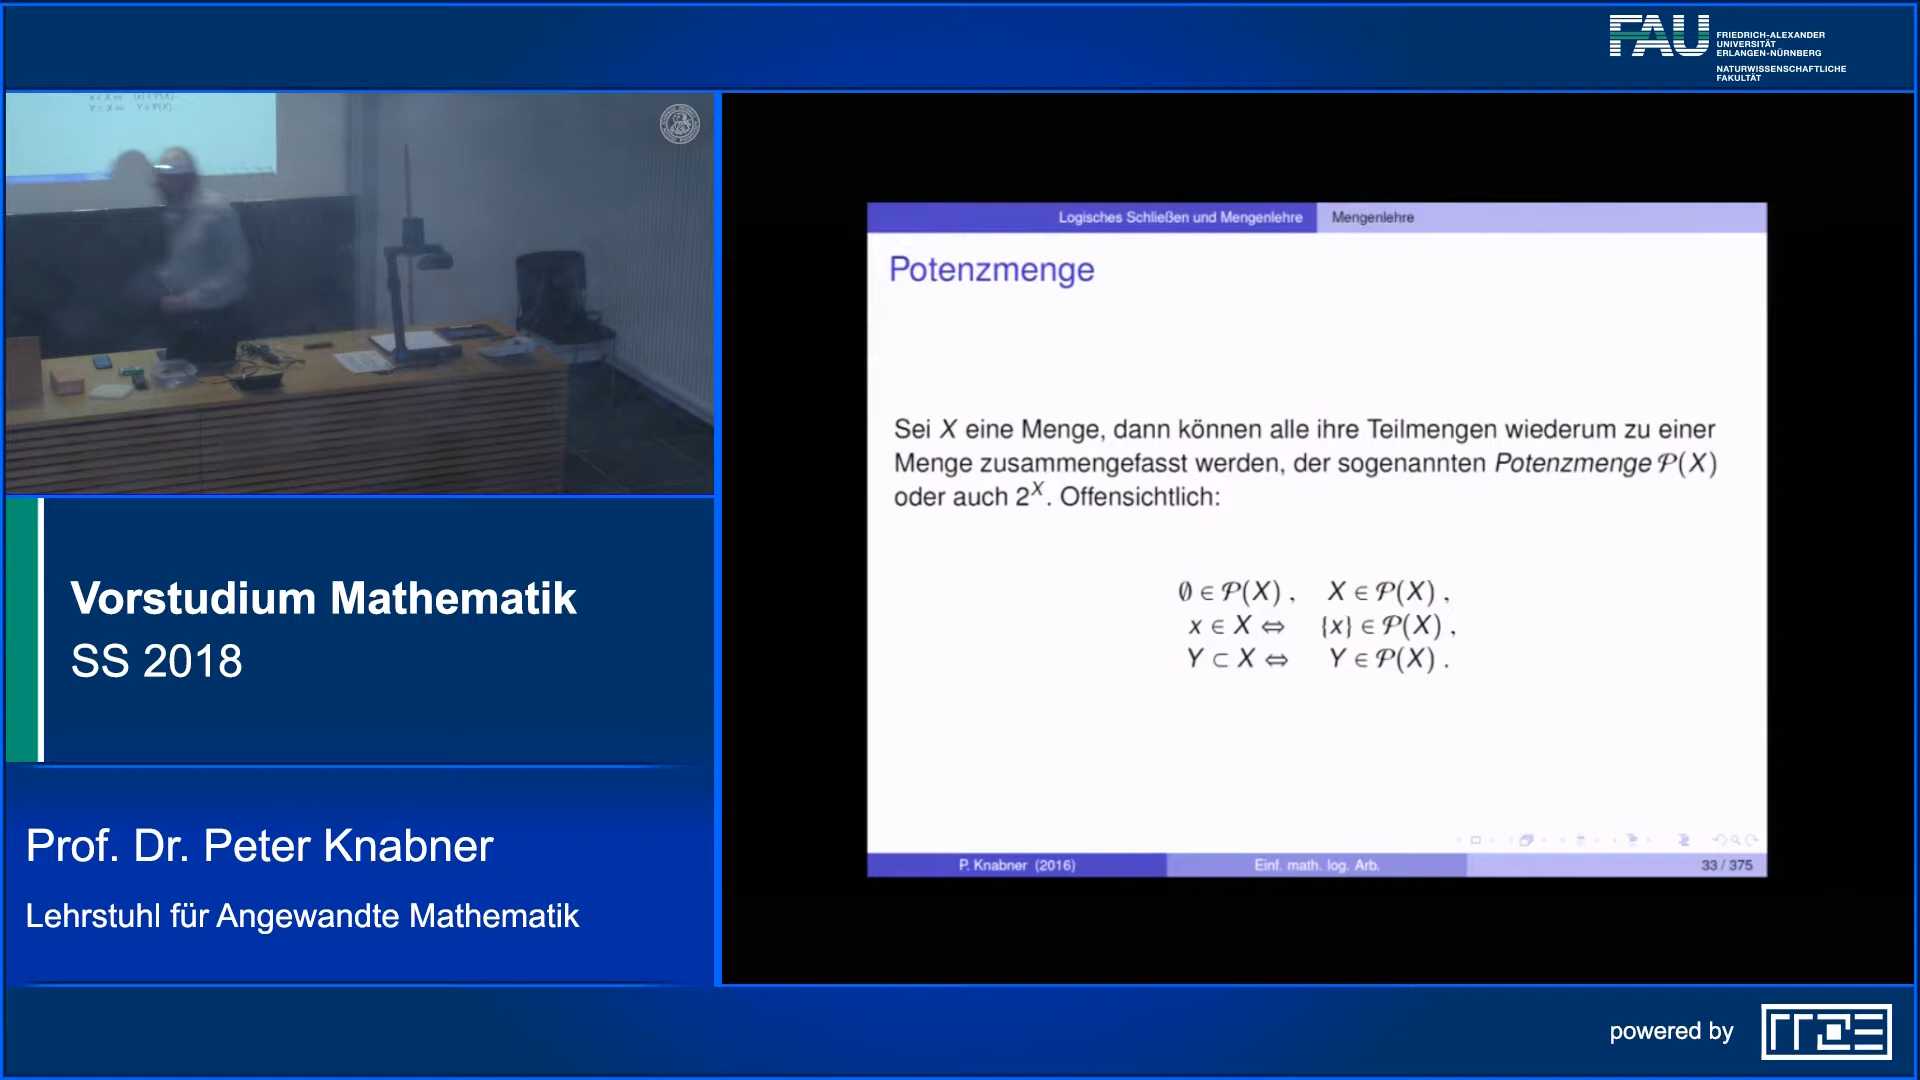 FAU
FRIEDRICH-ALEXANDER
UNIVERSITÄT
ERLANGEN-NÜRNBERG
NATURWISSENSCHAFTLICHE
FAKULTÄT
Logisches Schließen und Mengenlehre Mengenlehre
Potenzmenge
Sei X eine Menge, dann können alle ihre Teilmengen wiederum zu einer
Menge zusammengefasst werden, der sogenannten Potenzmenge 𝒫(X)
oder auch 2^X. Offensichtlich:
∅ ∈ 𝒫(X) , X ∈ 𝒫(X) ,
x ∈ X ⇔ {x} ∈ 𝒫(X) ,
Y ⊂ X ⇔ Y ∈ 𝒫(X) .
P. Knabner (2016) Einf. math. log. Arb. 33 / 375
Vorstudium Mathematik
SS 2018
Prof. Dr. Peter Knabner
Lehrstuhl für Angewandte Mathematik
powered by